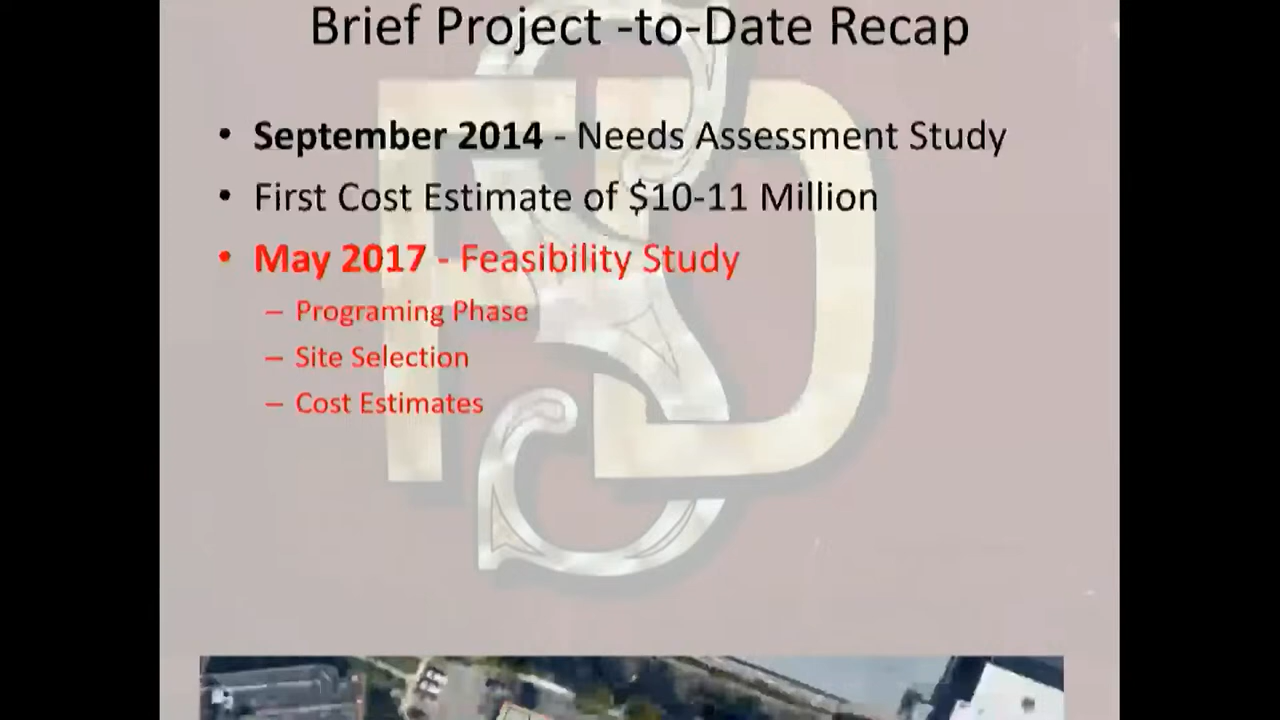 Brief Project -to-Date Recap
• September 2014 - Needs Assessment Study
• First Cost Estimate of $10-11 Million
• May 2017 - Feasibility Study
– Programing Phase
– Site Selection
– Cost Estimates
FSD